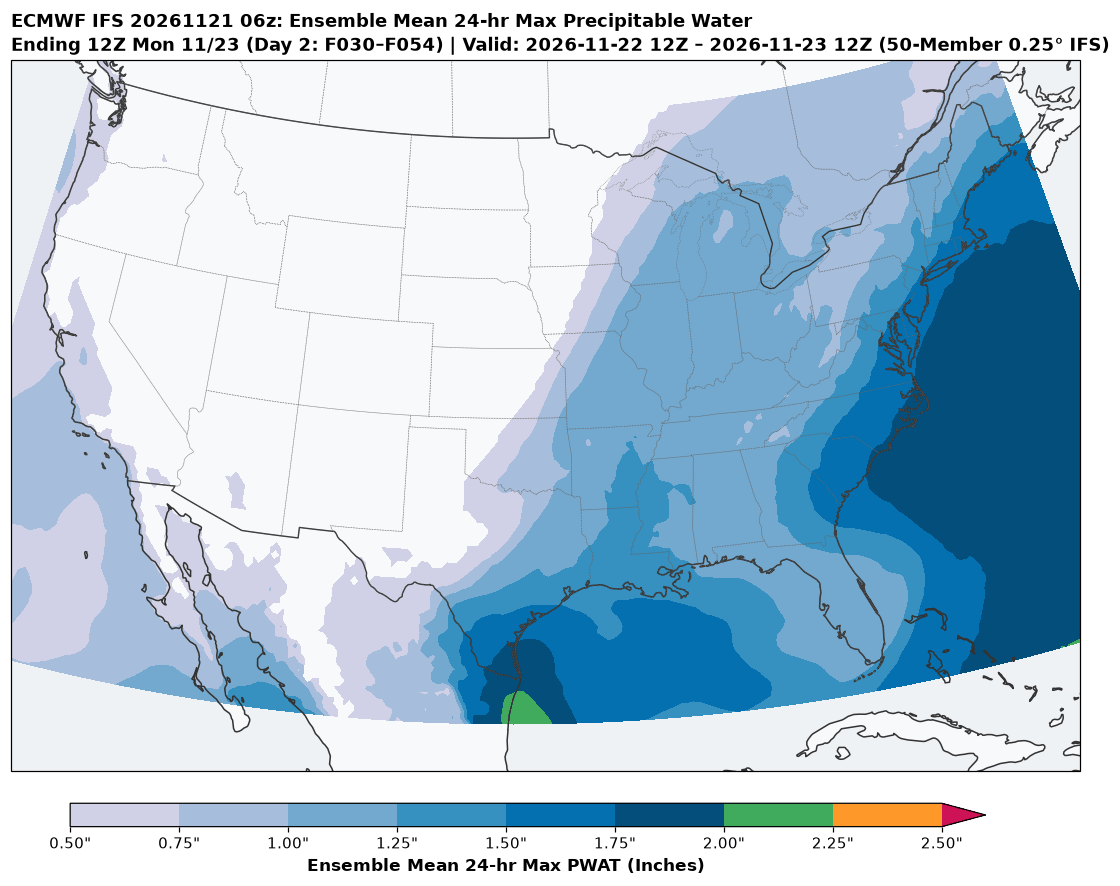 ECMWF IFS 20261121 06z: Ensemble Mean 24-hr Max Precipitable Water
Ending 12Z Mon 11/23 (Day 2: F030–F054) | Valid: 2026-11-22 12Z – 2026-11-23 12Z (50-Member 0.25° IFS)
0.50" 0.75" 1.00" 1.25" 1.50" 1.75" 2.00" 2.25" 2.50"
Ensemble Mean 24-hr Max PWAT (Inches)